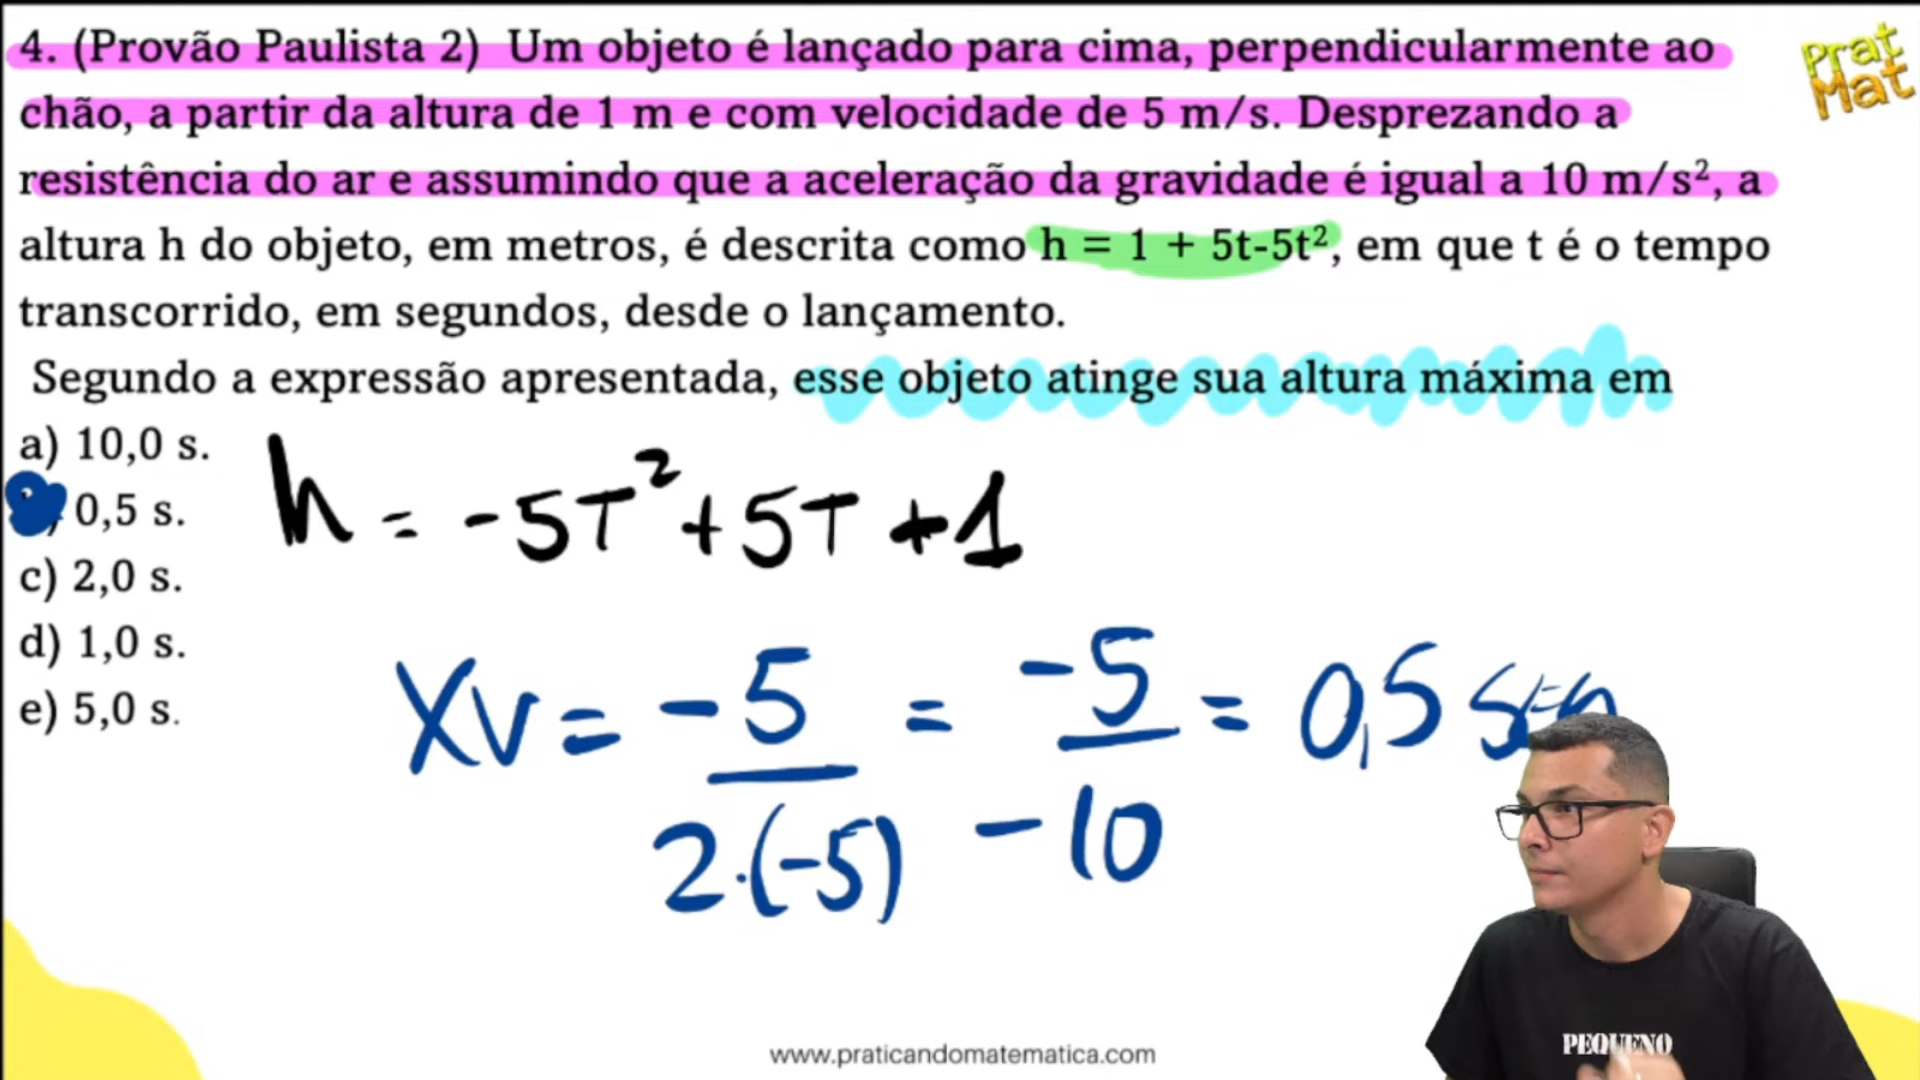 4. (Provão Paulista 2) Um objeto é lançado para cima, perpendicularmente ao
chão, a partir da altura de 1 m e com velocidade de 5 m/s. Desprezando a
resistência do ar e assumindo que a aceleração da gravidade é igual a 10 m/s², a
altura h do objeto, em metros, é descrita como h = 1 + 5t-5t², em que t é o tempo
transcorrido, em segundos, desde o lançamento.
Segundo a expressão apresentada, esse objeto atinge sua altura máxima em
a) 10,0 s.
0,5 s.
c) 2,0 s.
d) 1,0 s.
e) 5,0 s.
h = -5T² + 5T + 1
XV = -5 = -5 = 0,5
2.(-5) -10
Prat
Mat
PEQUENO
www.praticandomatematica.com